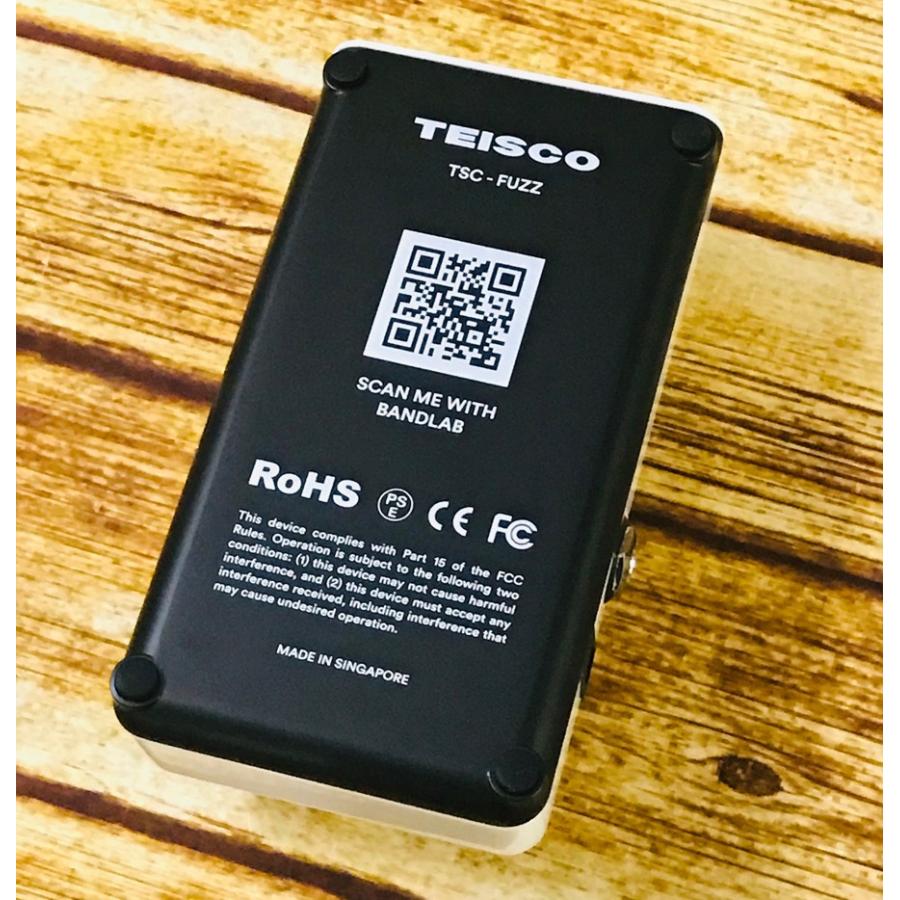 TEISCO
TSC - FUZZ
SCAN ME WITH
BANDLAB
RoHS PS E CE FC
This device complies with Part 15 of the FCC
Rules. Operation is subject to the following two
conditions: (1) this device may not cause harmful
interference, and (2) this device must accept any
interference received, including interference that
may cause undesired operation.
MADE IN SINGAPORE